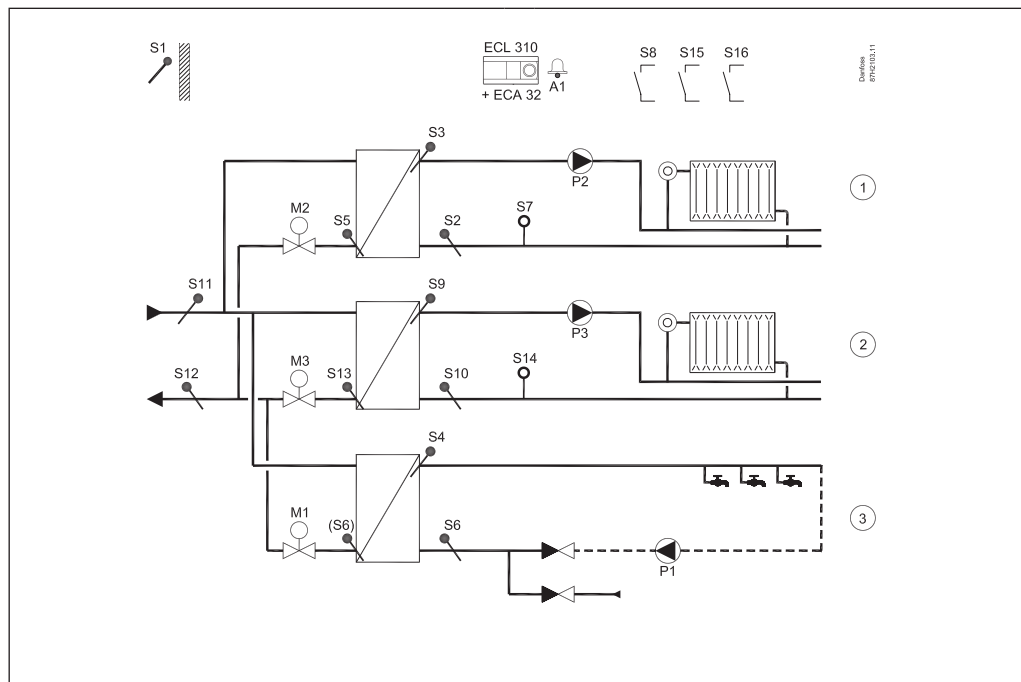 S1
ECL 310
+ ECA 32
A1
S8
S15
S16
Danfoss
87H2103.11
S3
P2
1
M2
S5
S2
S7
S11
S9
P3
2
S12
M3
S13
S10
S14
S4
3
M1
(S6)
S6
P1